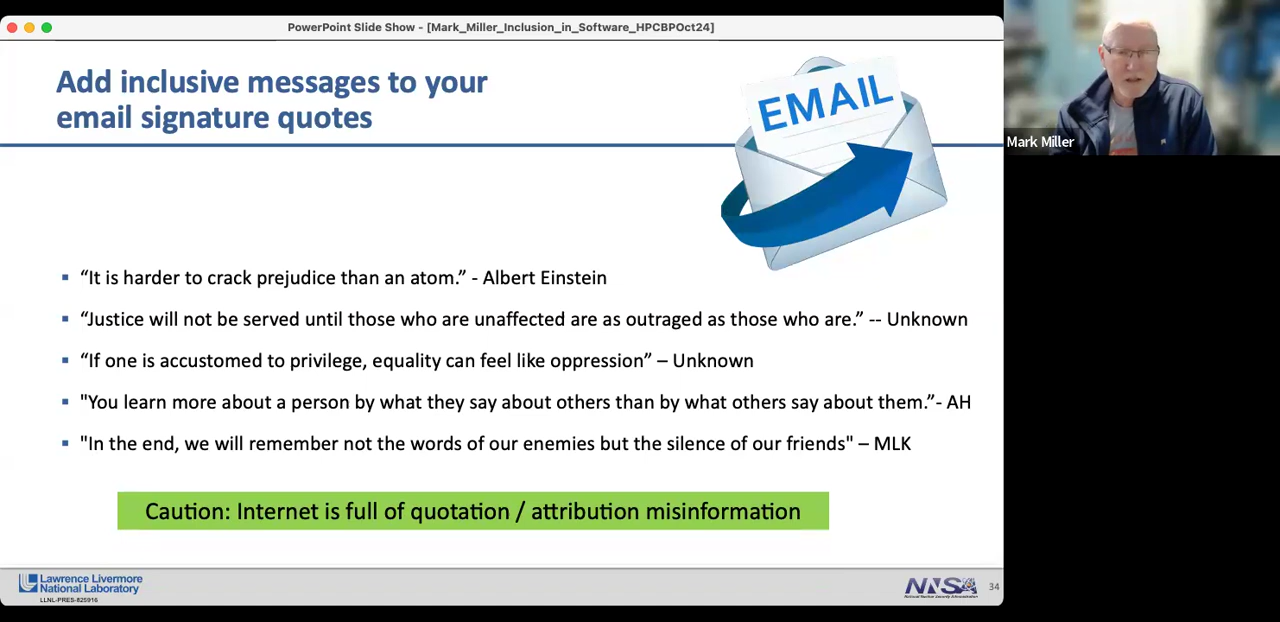 PowerPoint Slide Show - [Mark_Miller_Inclusion_in_Software_HPCBPOct24]
Add inclusive messages to your
email signature quotes
EMAIL
Mark Miller
“It is harder to crack prejudice than an atom.” - Albert Einstein
“Justice will not be served until those who are unaffected are as outraged as those who are.” -- Unknown
“If one is accustomed to privilege, equality can feel like oppression” – Unknown
"You learn more about a person by what they say about others than by what others say about them.”- AH
"In the end, we will remember not the words of our enemies but the silence of our friends" – MLK
Caution: Internet is full of quotation / attribution misinformation
Lawrence Livermore
National Laboratory
LLNL-PRES-825916
NNSA
National Nuclear Security Administration
34